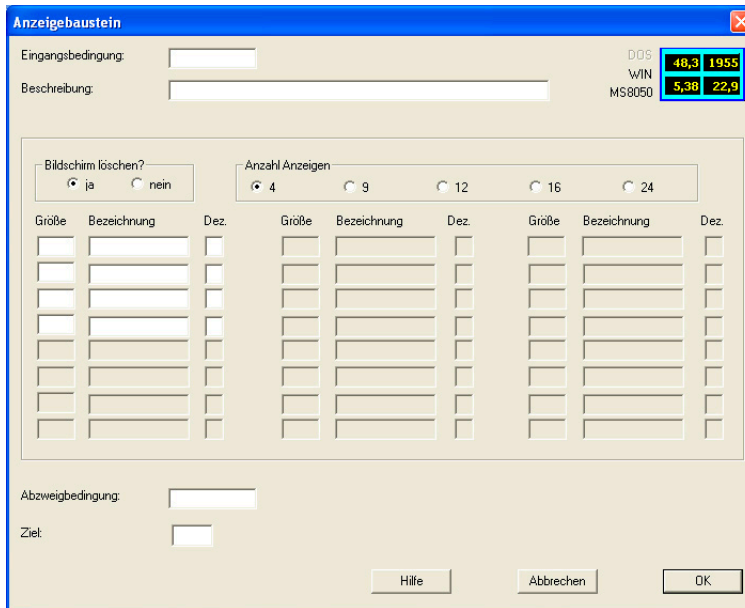 Anzeigebaustein
Eingangsbedingung:
Beschreibung:
DOS
WIN
MS8050
48,3 1955
5,38 22,9
Bildschirm löschen?
ja nein
Anzahl Anzeigen
4 9 12 16 24
Größe Bezeichnung Dez. Größe Bezeichnung Dez. Größe Bezeichnung Dez.
Abzweigbedingung:
Ziel:
Hilfe Abbrechen OK